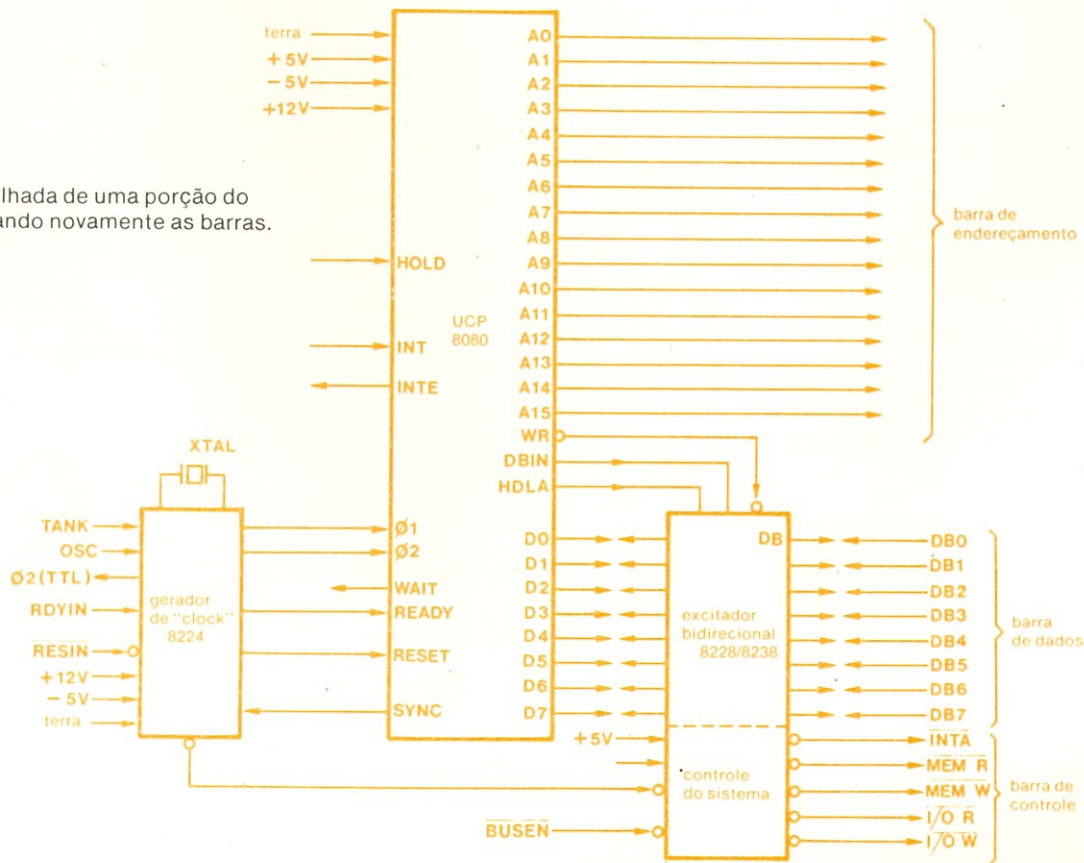 lhada de uma porção do
ando novamente as barras.
terra
+5V
-5V
+12V
HOLD
INT
INTE
UCP
8080
A0
A1
A2
A3
A4
A5
A6
A7
A8
A9
A10
A11
A12
A13
A14
A15
WR
DBIN
HDLA
barra de
endereçamento
XTAL
TANK
OSC
Ø2(TTL)
RDYIN
RESIN
+12V
-5V
terra
gerador
de "clock"
8224
Ø1
Ø2
WAIT
READY
RESET
SYNC
D0
D1
D2
D3
D4
D5
D6
D7
DB
excitador
bidirecional
8228/8238
DB0
DB1
DB2
DB3
DB4
DB5
DB6
DB7
barra
de dados
+5V
controle
do sistema
BUSEN
INTA
MEM R
MEM W
I/O R
I/O W
barra de
controle